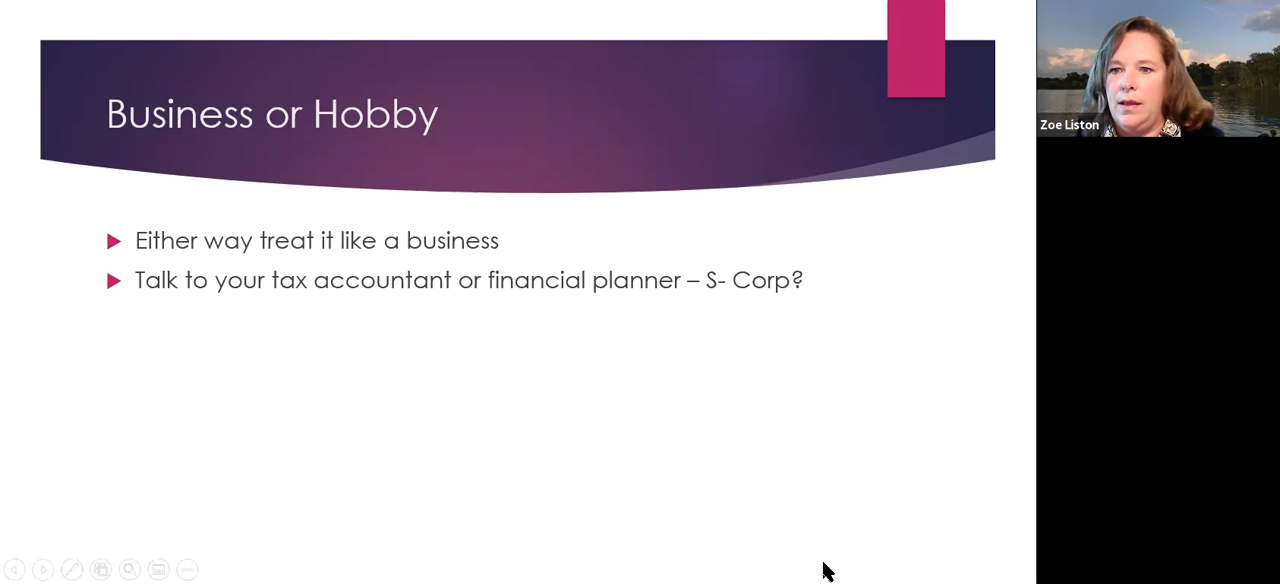 Business or Hobby
Either way treat it like a business
Talk to your tax accountant or financial planner – S- Corp?
Zoe Liston